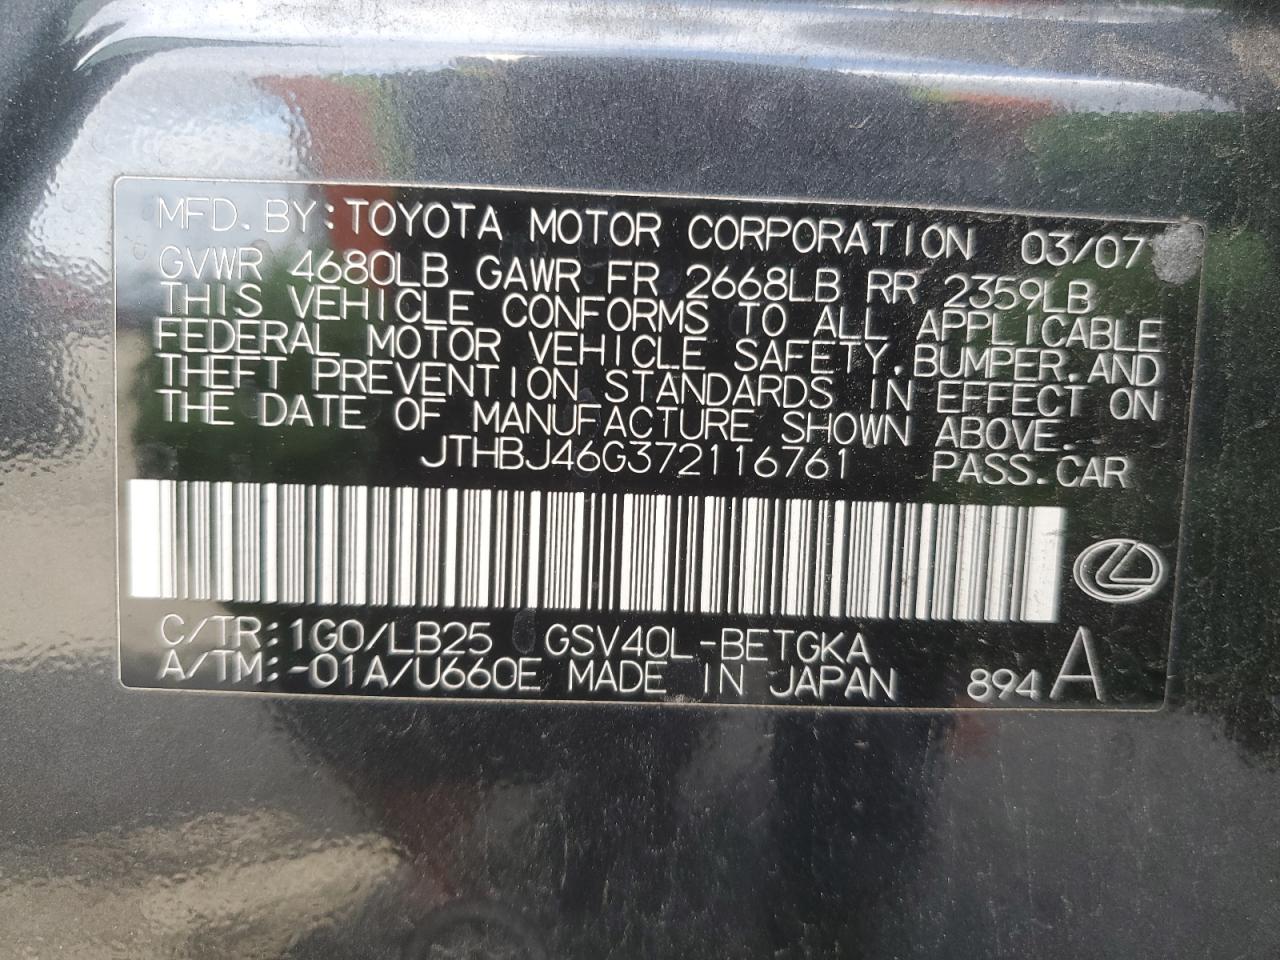 MFD. BY: TOYOTA MOTOR CORPORATION 03/07
GVWR 4680LB GAWR FR 2668LB RR 2359LB
THIS VEHICLE CONFORMS TO ALL APPLICABLE
FEDERAL MOTOR VEHICLE SAFETY, BUMPER, AND
THEFT PREVENTION STANDARDS IN EFFECT ON
THE DATE OF MANUFACTURE SHOWN ABOVE.
JTHBJ46G372116761 PASS. CAR
C/TR: 1G0/LB25 GSV40L-BETGKA
A/TM: -01A/U660E MADE IN JAPAN 894 A